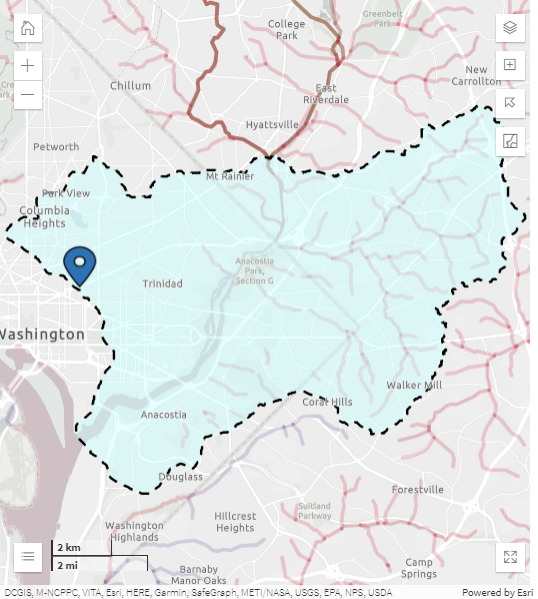 College
Park
Greenbelt
Park
New
Carrollton
Chillum
East
Riverdale
Hyattsville
Petworth
Mt Rainier
Park View
Columbia
Heights
Anacostia
Park,
Section G
Trinidad
Washington
Walker Mill
Coral Hills
Anacostia
Douglass
Forestville
Suitland
Parkway
Hillcrest
Heights
Washington
Highlands
2 km
2 mi
Camp
Springs
Barnaby
Manor Oaks
DCGIS, M-NCPPC, VITA, Esri, HERE, Garmin, SafeGraph, METI/NASA, USGS, EPA, NPS, USDA
Powered by Esri